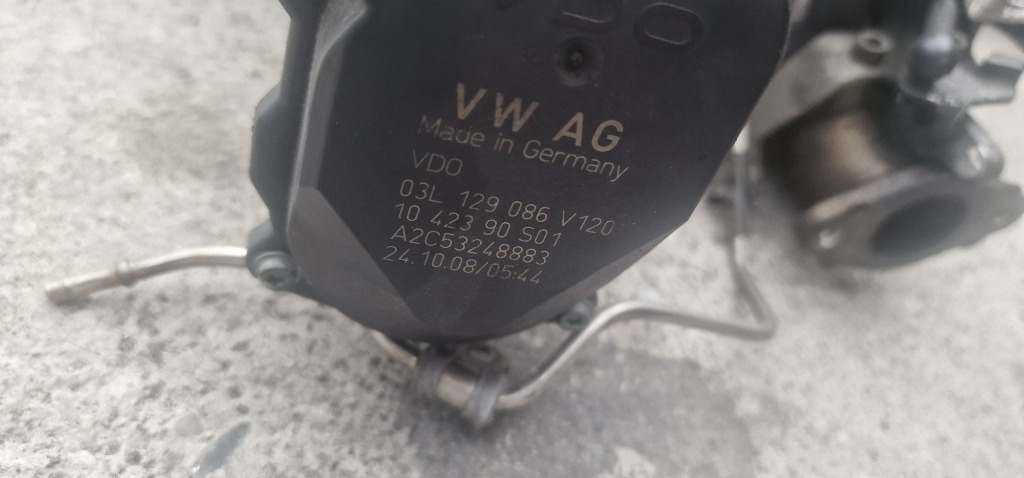 VDO
VW AG
Made in Germany
VDO
03L 129 086 V120
10 423 90 S01
A2C53248883
24.10.08/05:44